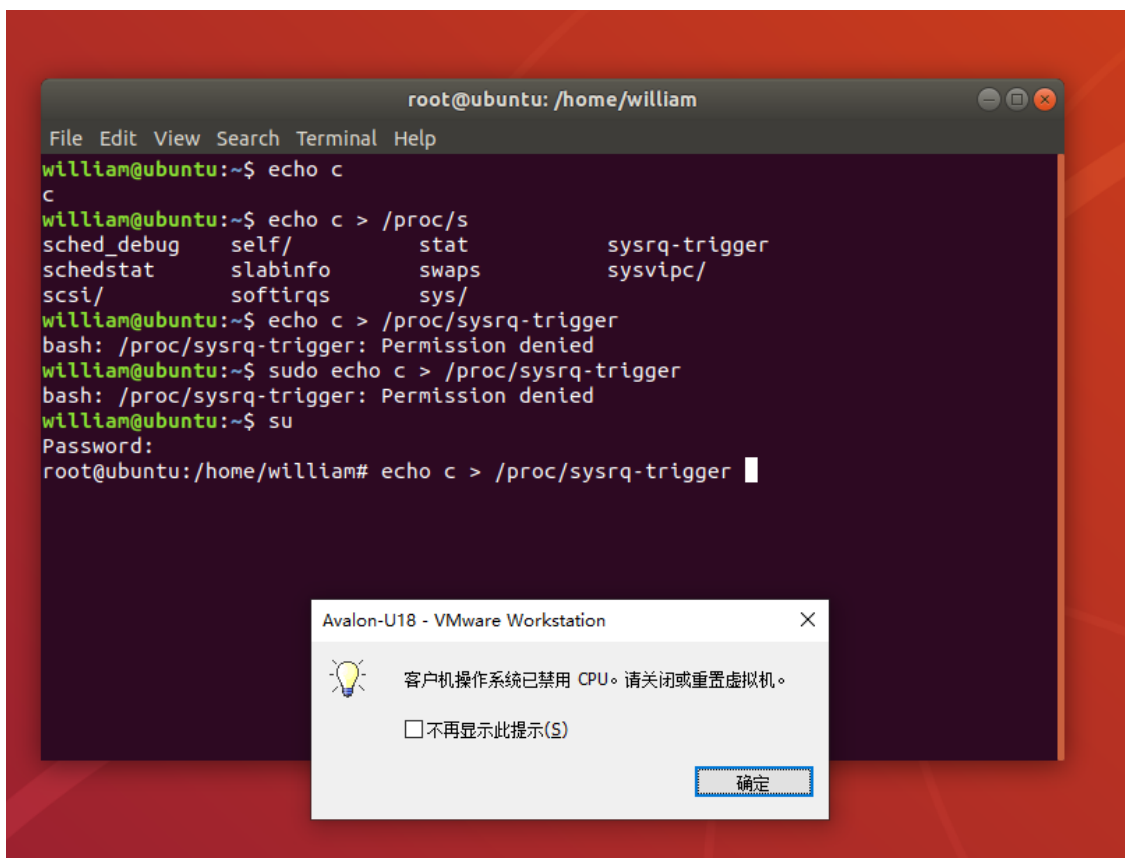 root@ubuntu: /home/william
File Edit View Search Terminal Help
william@ubuntu:~$ echo c
c
william@ubuntu:~$ echo c > /proc/s
sched_debug self/ stat sysrq-trigger
schedstat slabinfo swaps sysvipc/
scsi/ softirqs sys/
william@ubuntu:~$ echo c > /proc/sysrq-trigger
bash: /proc/sysrq-trigger: Permission denied
william@ubuntu:~$ sudo echo c > /proc/sysrq-trigger
bash: /proc/sysrq-trigger: Permission denied
william@ubuntu:~$ su
Password:
root@ubuntu:/home/william# echo c > /proc/sysrq-trigger
Avalon-U18 - VMware Workstation
客户机操作系统已禁用 CPU。请关闭或重置虚拟机。
不再显示此提示(S)
确定